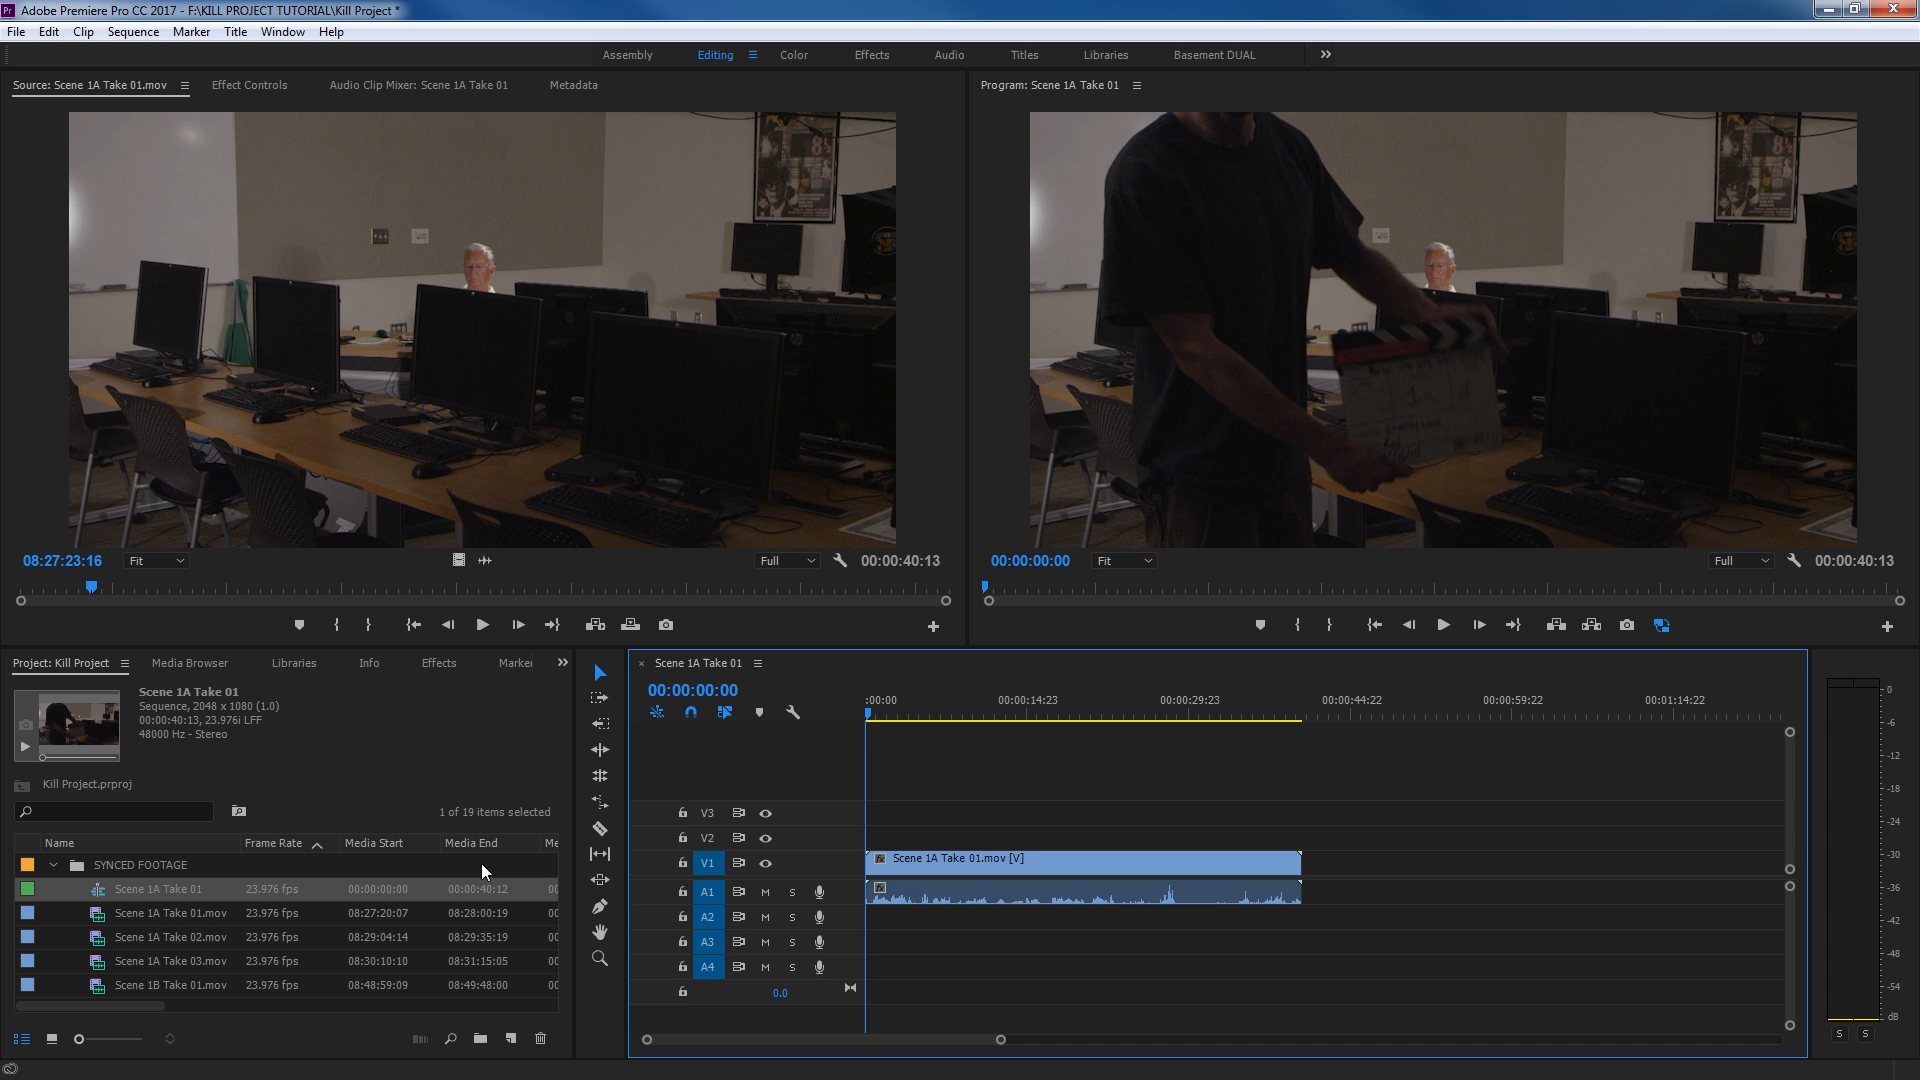 Pr Adobe Premiere Pro CC 2017 - F:\KILL PROJECT TUTORIAL\Kill Project *
File Edit Clip Sequence Marker Title Window Help
Assembly Editing Color Effects Audio Titles Libraries Basement DUAL
Source: Scene 1A Take 01.mov Effect Controls Audio Clip Mixer: Scene 1A Take 01 Metadata
Program: Scene 1A Take 01
08:27:23:16 Fit Full 00:00:40:13
00:00:00:00 Fit Full 00:00:40:13
Project: Kill Project Media Browser Libraries Info Effects Marker
Scene 1A Take 01
Sequence, 2048 x 1080 (1.0)
00:00:40:13, 23.976i LFF
48000 Hz - Stereo
Kill Project.prproj
1 of 19 items selected
Name Frame Rate Media Start Media End Me
SYNCED FOOTAGE
Scene 1A Take 01 23.976 fps 00:00:00:00 00:00:40:12 00
Scene 1A Take 01.mov 23.976 fps 08:27:20:07 08:28:00:19 00
Scene 1A Take 02.mov 23.976 fps 08:29:04:14 08:29:35:19 00
Scene 1A Take 03.mov 23.976 fps 08:30:10:10 08:31:15:05 00
Scene 1B Take 01.mov 23.976 fps 08:48:59:09 08:49:48:00 00
× Scene 1A Take 01
00:00:00:00
:00:00 00:00:14:23 00:00:29:23 00:00:44:22 00:00:59:22 00:01:14:22
V3
V2
V1 fx Scene 1A Take 01.mov [V]
A1 M S fx
A2 M S
A3 M S
A4 M S
0.0
0
-6
-12
-18
-24
-30
-36
-42
-48
-54
dB
S S